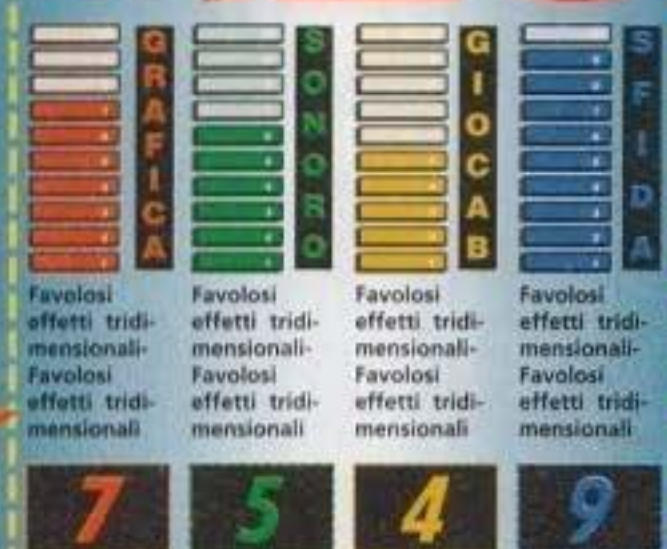 GRAFICA
SONORO
GIOCAB
SFIDA
Favolosi
effetti tridi-
mensionali-
Favolosi
effetti tridi-
mensionali
Favolosi
effetti tridi-
mensionali-
Favolosi
effetti tridi-
mensionali
Favolosi
effetti tridi-
mensionali-
Favolosi
effetti tridi-
mensionali
Favolosi
effetti tridi-
mensionali-
Favolosi
effetti tridi-
mensionali
7
5
4
9